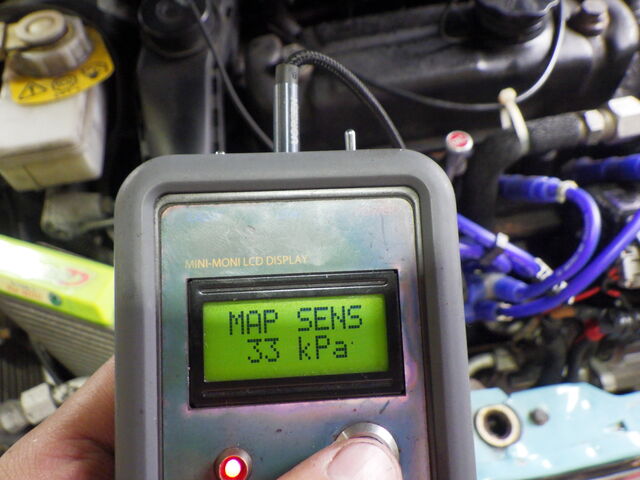 MINI-MONI LCD DISPLAY
MAP SENS
33 kPa